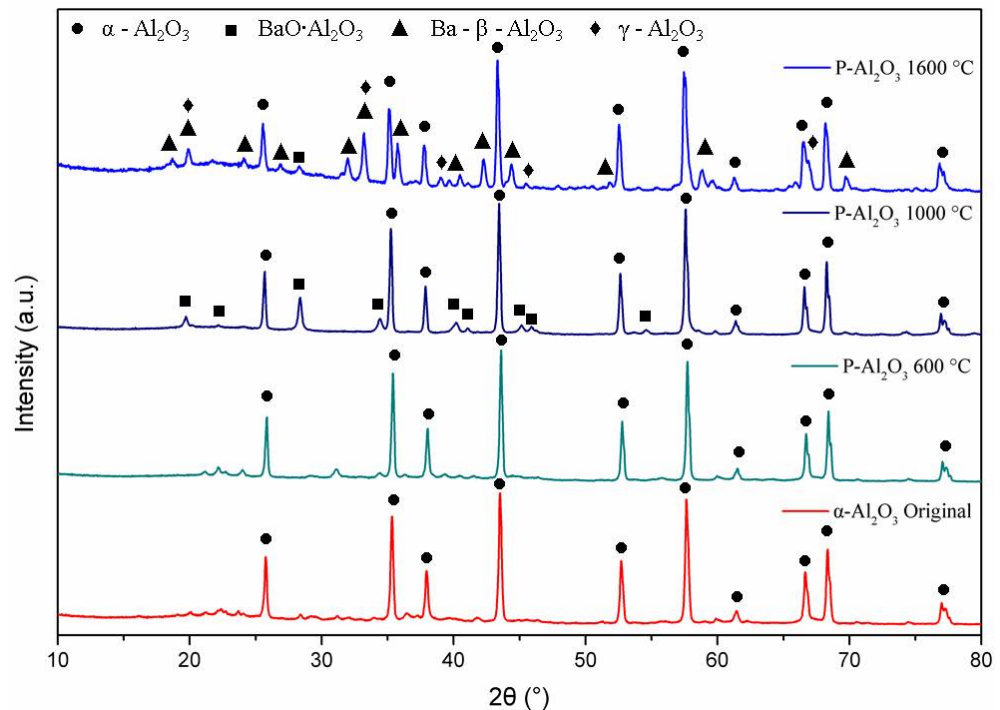 ● α - Al₂O₃ ■ BaO·Al₂O₃ ▲ Ba - β - Al₂O₃ ♦ γ - Al₂O₃
P-Al₂O₃ 1600 °C
P-Al₂O₃ 1000 °C
P-Al₂O₃ 600 °C
α-Al₂O₃ Original
Intensity (a.u.)
10 20 30 40 50 60 70 80
2θ (°)